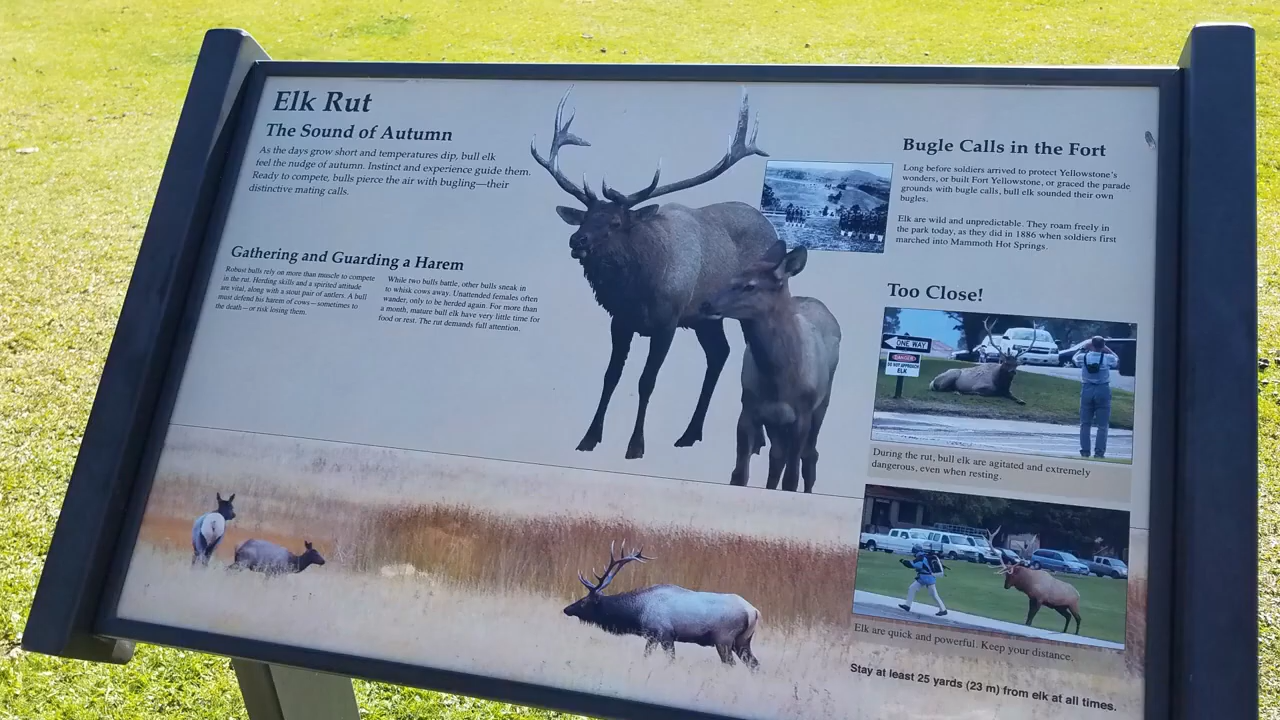 Elk Rut
The Sound of Autumn
As the days grow short and temperatures dip, bull elk
feel the nudge of autumn. Instinct and experience guide them.
Ready to compete, bulls pierce the air with bugling—their
distinctive mating calls.
Gathering and Guarding a Harem
Robust bulls rely on more than muscle to compete
in the rut. Herding skills and a spirited attitude
are vital, along with a stout pair of antlers. A bull
must defend his harem of cows—sometimes to
the death—or risk losing them.
While two bulls battle, other bulls sneak in
to whisk cows away. Unattended females often
wander, only to be herded again. For more than
a month, mature bull elk have very little time for
food or rest. The rut demands full attention.
Bugle Calls in the Fort
Long before soldiers arrived to protect Yellowstone's
wonders, or built Fort Yellowstone, or graced the parade
grounds with bugle calls, bull elk sounded their own
bugles.
Elk are wild and unpredictable. They roam freely in
the park today, as they did in 1886 when soldiers first
marched into Mammoth Hot Springs.
Too Close!
ONE WAY
DANGER
DO NOT APPROACH
ELK
During the rut, bull elk are agitated and extremely
dangerous, even when resting.
Elk are quick and powerful. Keep your distance.
Stay at least 25 yards (23 m) from elk at all times.